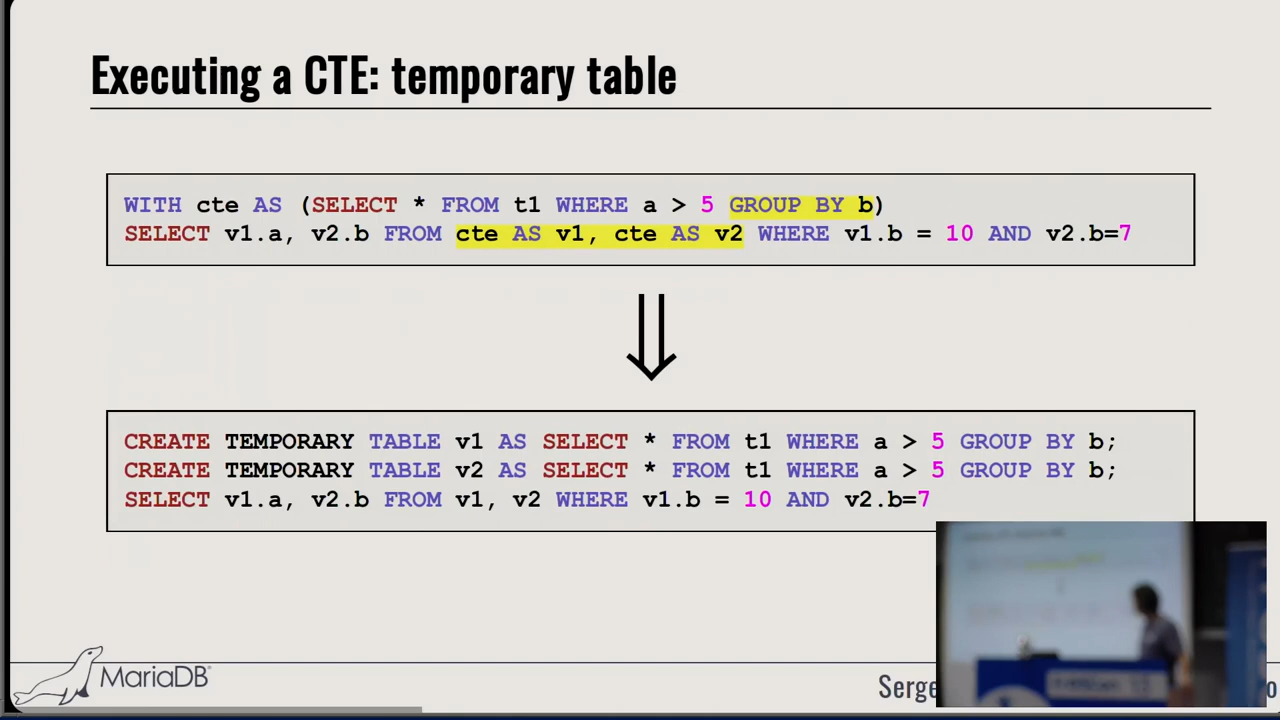 Executing a CTE: temporary table
WITH cte AS (SELECT * FROM t1 WHERE a > 5 GROUP BY b)
SELECT v1.a, v2.b FROM cte AS v1, cte AS v2 WHERE v1.b = 10 AND v2.b=7
CREATE TEMPORARY TABLE v1 AS SELECT * FROM t1 WHERE a > 5 GROUP BY b;
CREATE TEMPORARY TABLE v2 AS SELECT * FROM t1 WHERE a > 5 GROUP BY b;
SELECT v1.a, v2.b FROM v1, v2 WHERE v1.b = 10 AND v2.b=7
MariaDB
Serge